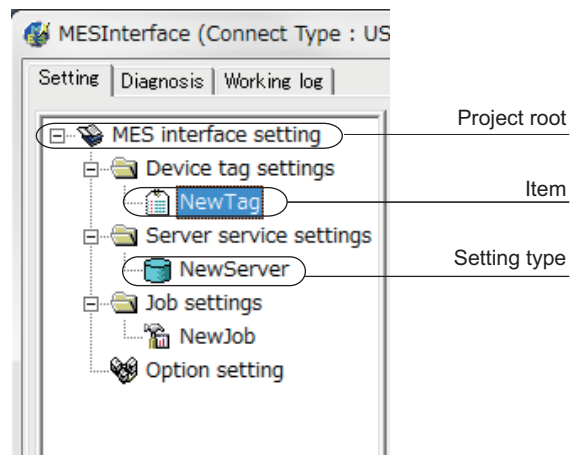 MESInterface (Connect Type : US
Setting Diagnosis Working log
MES interface setting
Project root
Device tag settings
NewTag
Item
Server service settings
NewServer
Setting type
Job settings
NewJob
Option setting